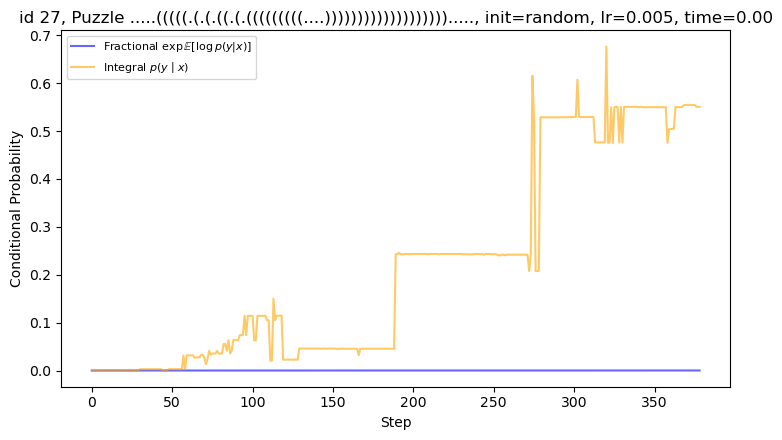 id 27, Puzzle .....(((((.(.(.((.(.(((((((((....)))))))))))))))))))....., init=random, lr=0.005, time=0.00
Fractional exp𝔼[log p(y|x)]
Integral p(y | x)
Conditional Probability
0.7
0.6
0.5
0.4
0.3
0.2
0.1
0.0
0 50 100 150 200 250 300 350
Step